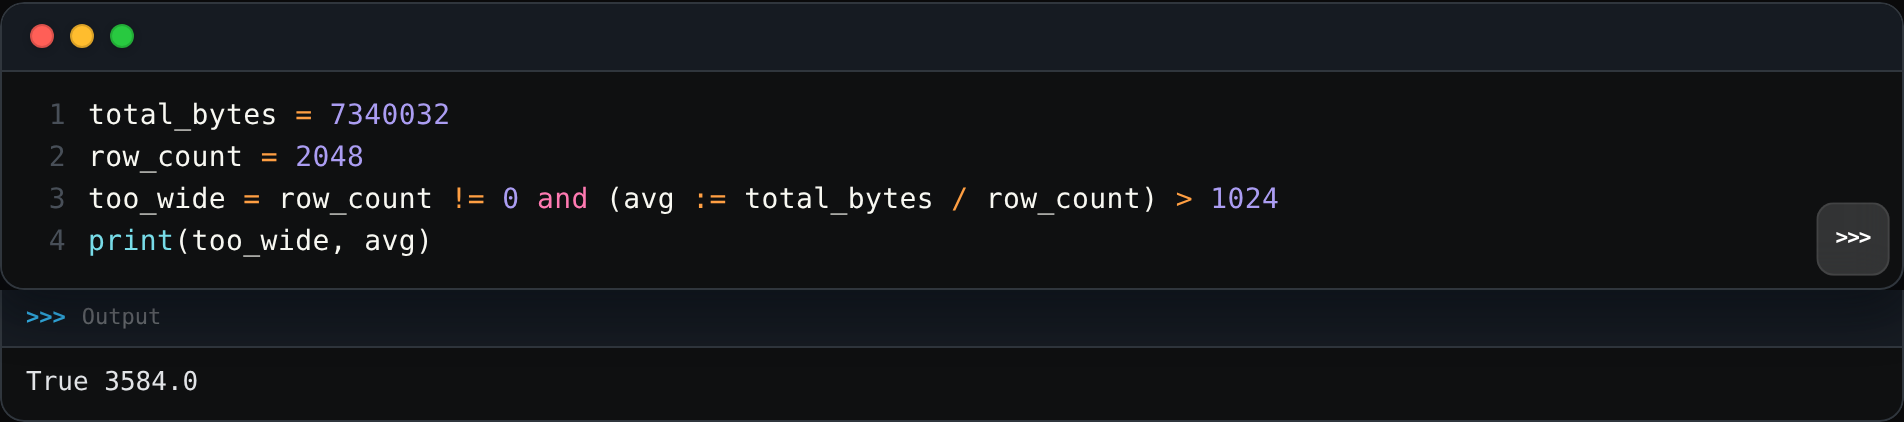 1 total_bytes = 7340032
2 row_count = 2048
3 too_wide = row_count != 0 and (avg := total_bytes / row_count) > 1024
4 print(too_wide, avg)
>>>
>>> Output
True 3584.0